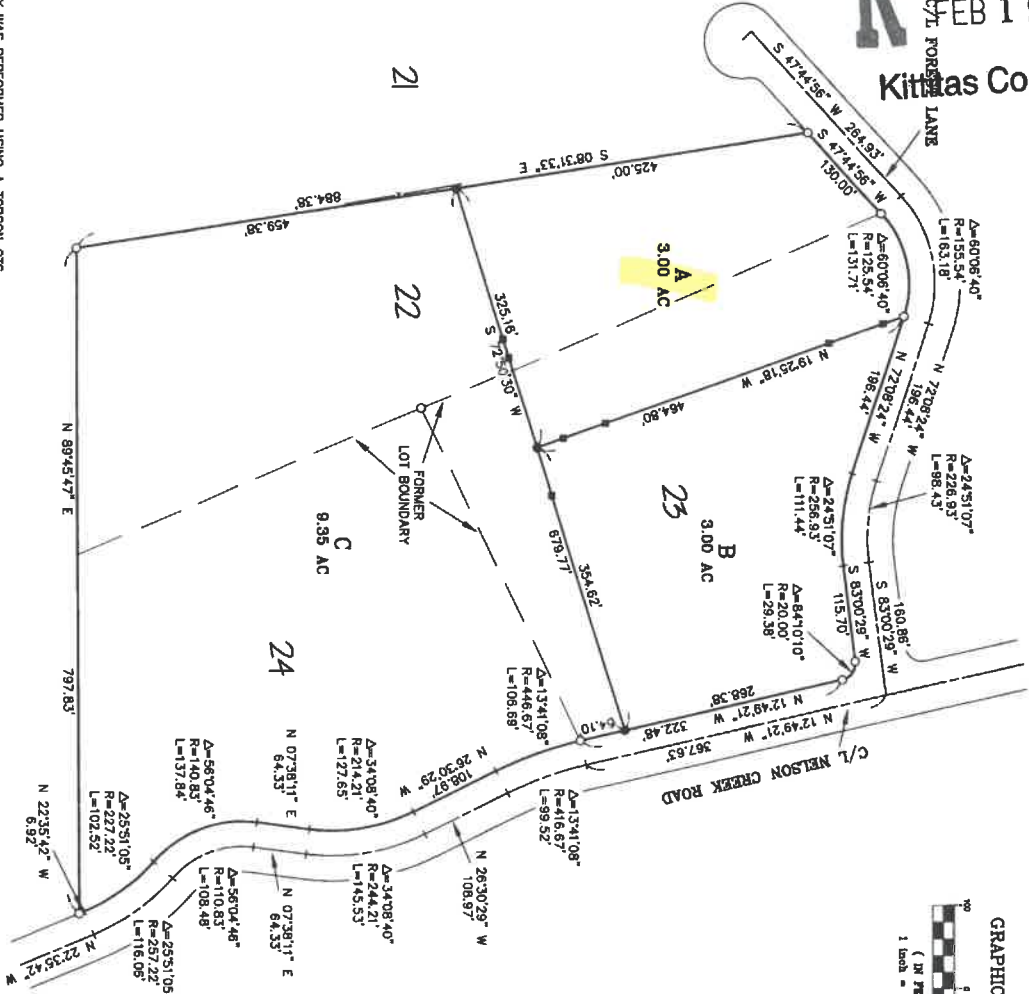 FEB 1
Kittitas Co
C/L FOREST LANE
S 47°44'56" W 264.93'
S 47°44'56" W
130.00'
Δ=60°06'40"
R=155.54'
L=163.18'
Δ=60°06'40"
R=125.54'
L=131.71'
N 72°08'24" W
196.44'
N 72°08'24" W
196.44'
Δ=24°51'07"
R=226.93'
L=98.43'
Δ=24°51'07"
R=256.93'
L=111.44'
160.86'
S 83°00'29" W
S 83°00'29" W
115.70'
Δ=84°10'10"
R=20.00'
L=29.38'
21
S 08°31'33" E
425.00'
884.38'
459.38'
A
3.00 AC
N 19°25'18" W
464.80'
22
325.16'
S 72°50'30" W
679.77'
354.62'
23
B
3.00 AC
268.38'
N 12°49'21" W
322.48'
64.10
N 12°49'21" W
367.63'
C/L NELSON CREEK ROAD
FORMER
LOT BOUNDARY
C
9.35 AC
24
N 89°45'47" E
797.83'
Δ=13°41'08"
R=446.67'
L=106.69'
Δ=13°41'08"
R=416.67'
L=99.52'
N 26°30'29" W
108.97'
N 26°30'29" W
108.97'
Δ=34°08'40"
R=214.21'
L=127.65'
Δ=34°08'40"
R=244.21'
L=145.53'
N 07°38'11" E
64.33'
N 07°38'11" E
64.33'
Δ=56°04'46"
R=140.83'
L=137.84'
Δ=56°04'46"
R=110.83'
L=108.48'
Δ=25°51'05"
R=227.22'
L=102.52'
Δ=25°51'05
R=257.22'
L=116.06'
N 22°35'42" W
6.92'
N 22°35'42" W
GRAPHIC
100
0
( IN FE
1 inch =